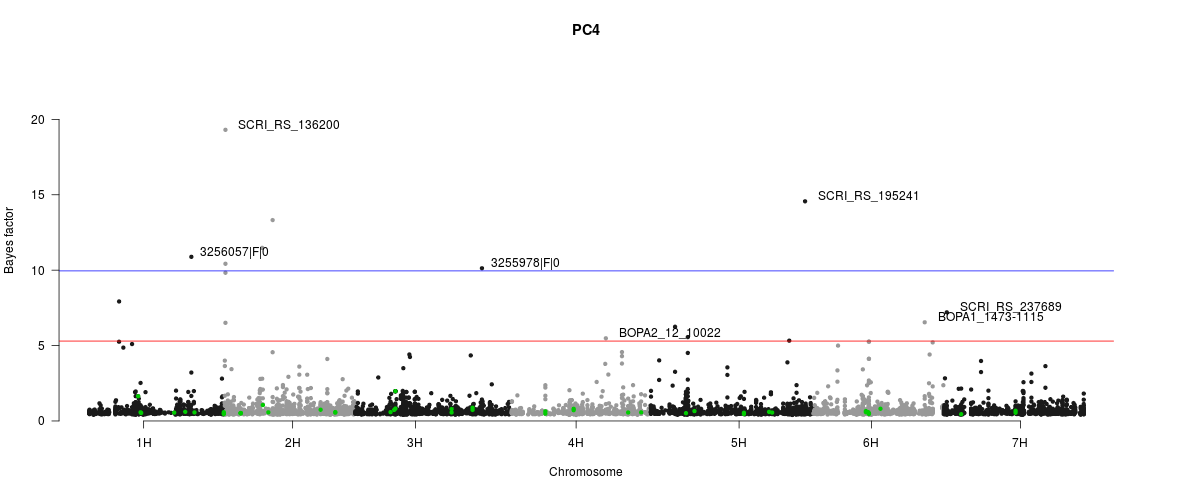 PC4
20
SCRI_RS_136200
15
SCRI_RS_195241
3256057|F|0
3255978|F|0
10
SCRI_RS_237689
BOPA1_1473-1115
BOPA2_12_10022
5
0
Bayes factor
1H 2H 3H 4H 5H 6H 7H
Chromosome